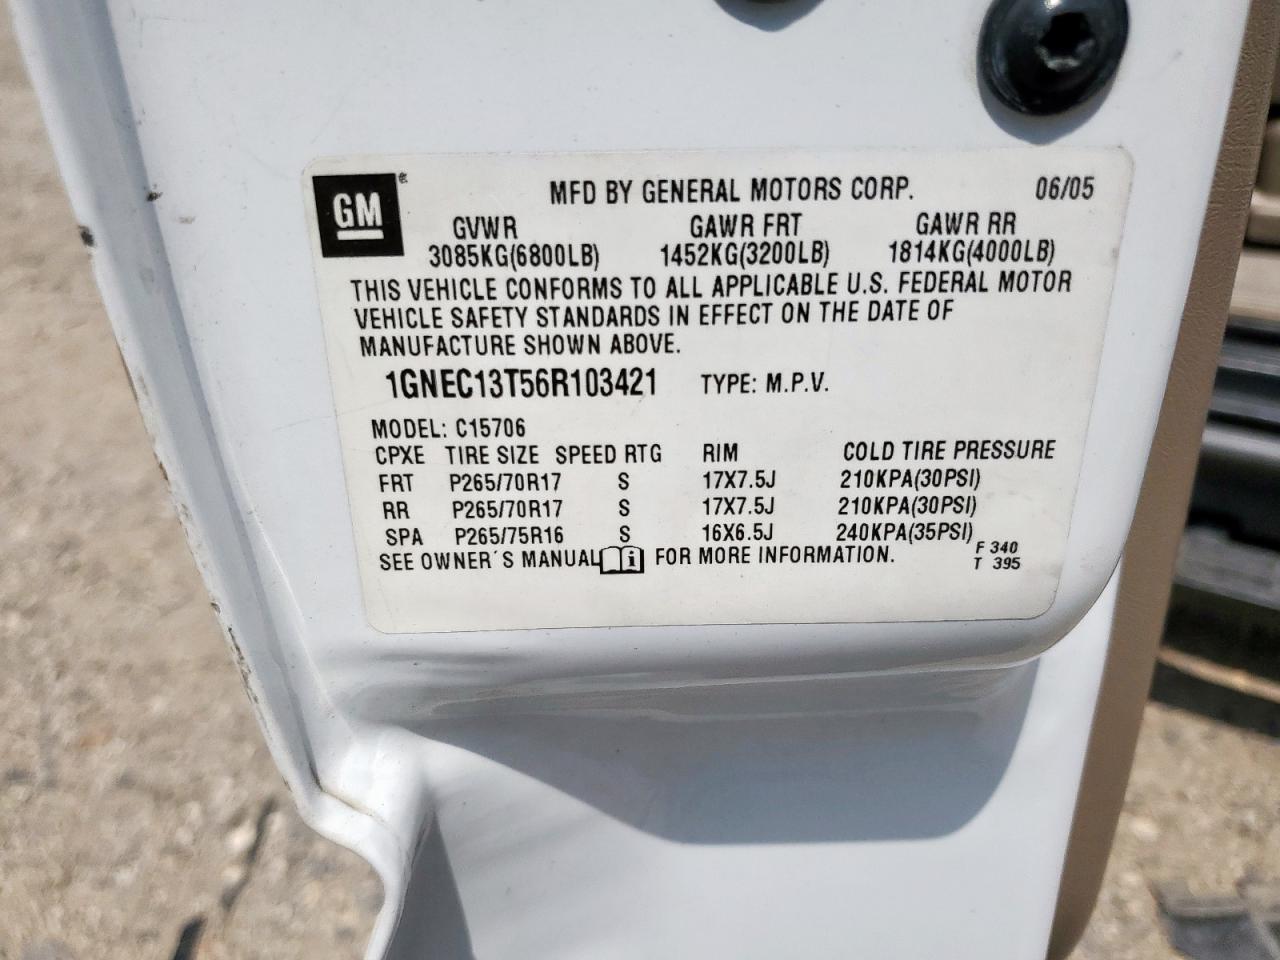 GM
MFD BY GENERAL MOTORS CORP. 06/05
GVWR GAWR FRT GAWR RR
3085KG(6800LB) 1452KG(3200LB) 1814KG(4000LB)
THIS VEHICLE CONFORMS TO ALL APPLICABLE U.S. FEDERAL MOTOR
VEHICLE SAFETY STANDARDS IN EFFECT ON THE DATE OF
MANUFACTURE SHOWN ABOVE.
1GNEC13T56R103421 TYPE: M.P.V.
MODEL: C15706
CPXE TIRE SIZE SPEED RTG RIM COLD TIRE PRESSURE
FRT P265/70R17 S 17X7.5J 210KPA(30PSI)
RR P265/70R17 S 17X7.5J 210KPA(30PSI)
SPA P265/75R16 S 16X6.5J 240KPA(35PSI)
SEE OWNER'S MANUAL i FOR MORE INFORMATION. F 340
T 395